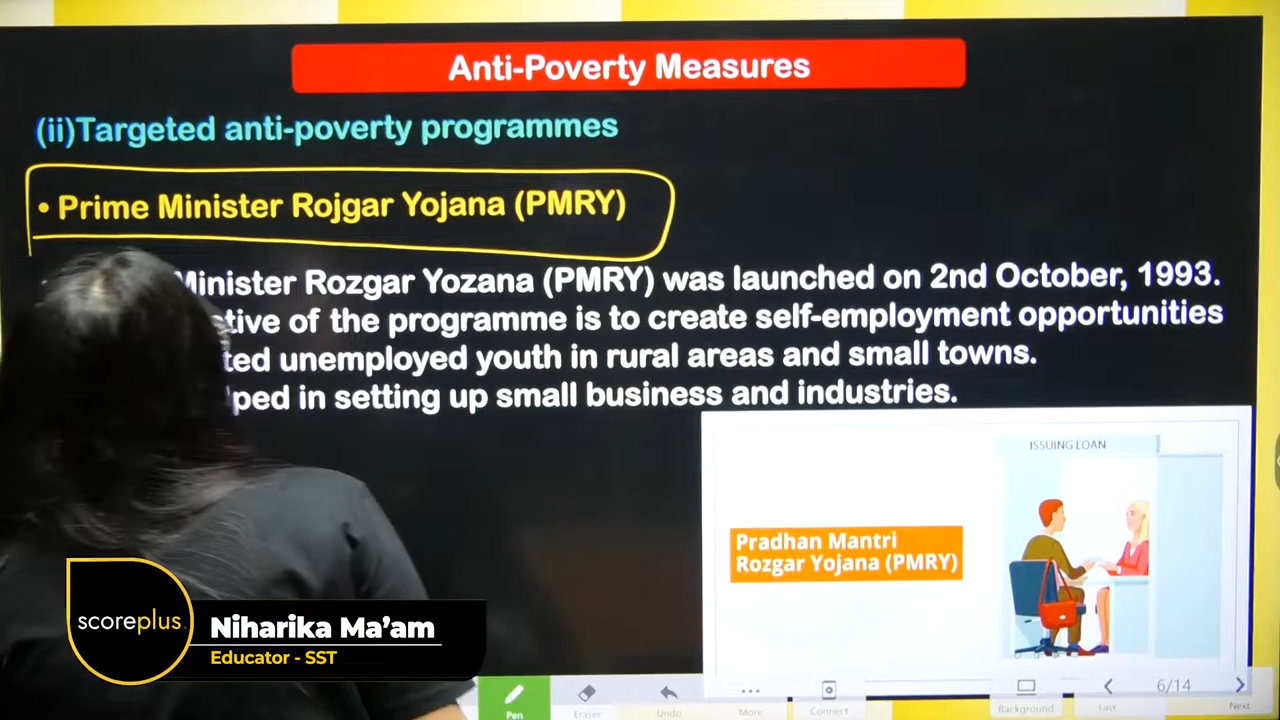 Anti-Poverty Measures
(ii)Targeted anti-poverty programmes
• Prime Minister Rojgar Yojana (PMRY)
Minister Rozgar Yozana (PMRY) was launched on 2nd October, 1993.
of the programme is to create self-employment opportunities
unemployed youth in rural areas and small towns.
in setting up small business and industries.
ISSUING LOAN
Pradhan Mantri
Rozgar Yojana (PMRY)
scoreplus
Niharika Ma'am
Educator - SST
Pen
Eraser
Undo
More
Connect
Background
Last
6/14
Next